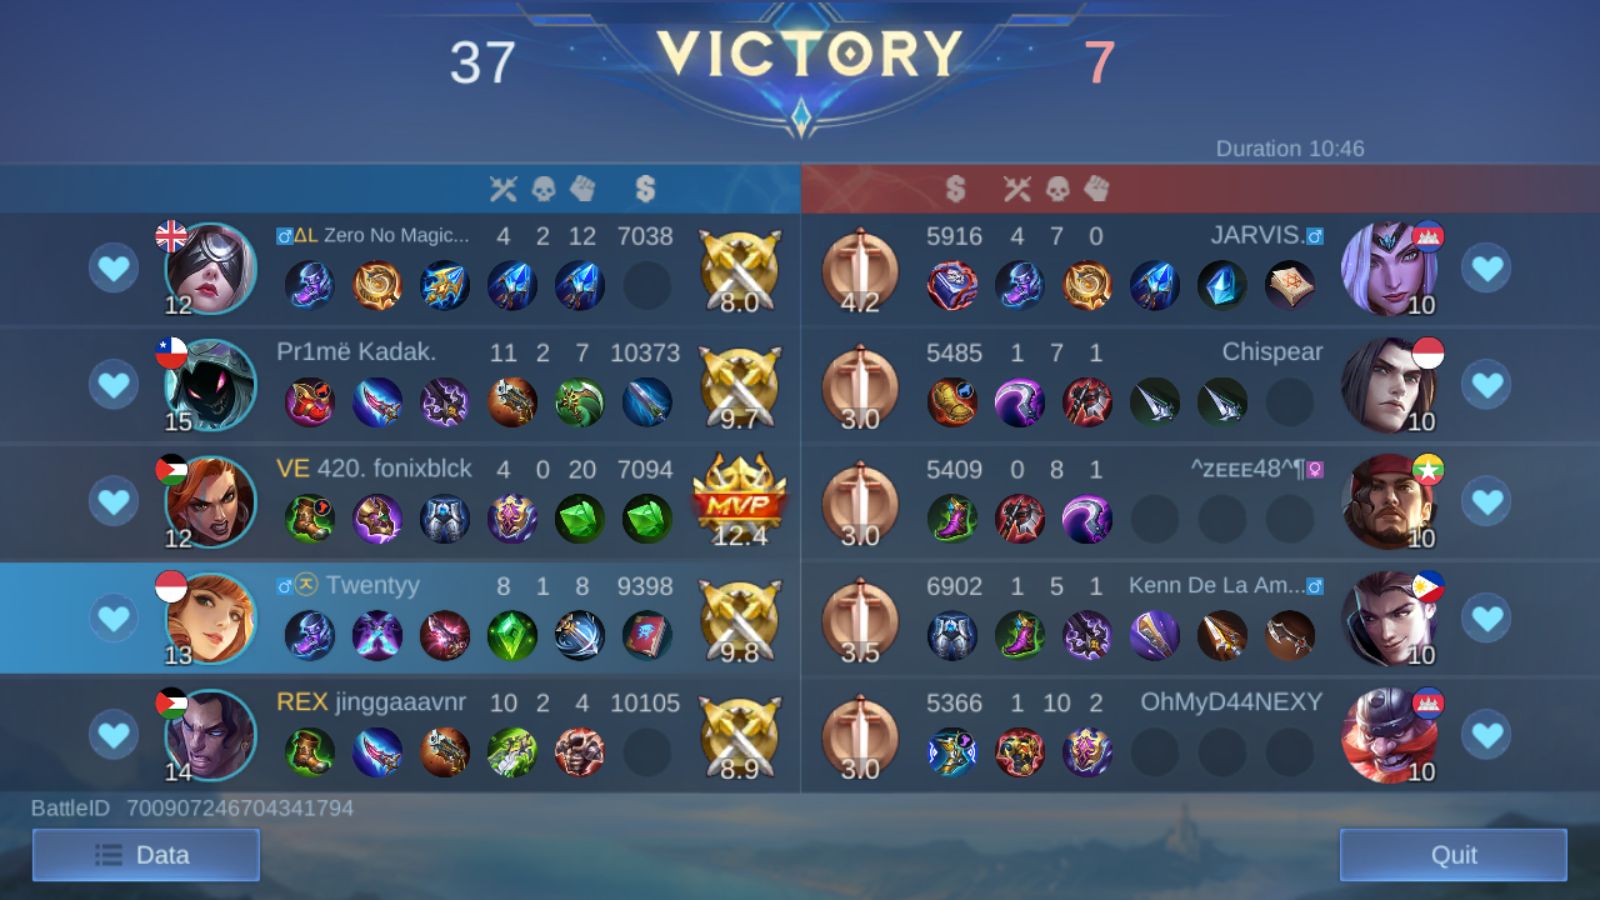 37 VICTORY 7
Duration 10:46
ΔL Zero No Magic... 4 2 12 7038
12 8.0
5916 4 7 0 JARVIS.
4.2 10
Pr1më Kadak. 11 2 7 10373
15 9.7
5485 1 7 1 Chispear
3.0 10
VE 420. fonixblck 4 0 20 7094
MVP
12 12.4
5409 0 8 1 ^ZEEE48^¶
3.0 10
Twentyy 8 1 8 9398
13 9.8
6902 1 5 1 Kenn De La Am...
3.5 10
REX jinggaaavnr 10 2 4 10105
14 8.9
5366 1 10 2 OhMyD44NEXY
3.0 10
BattleID 700907246704341794
Data
Quit